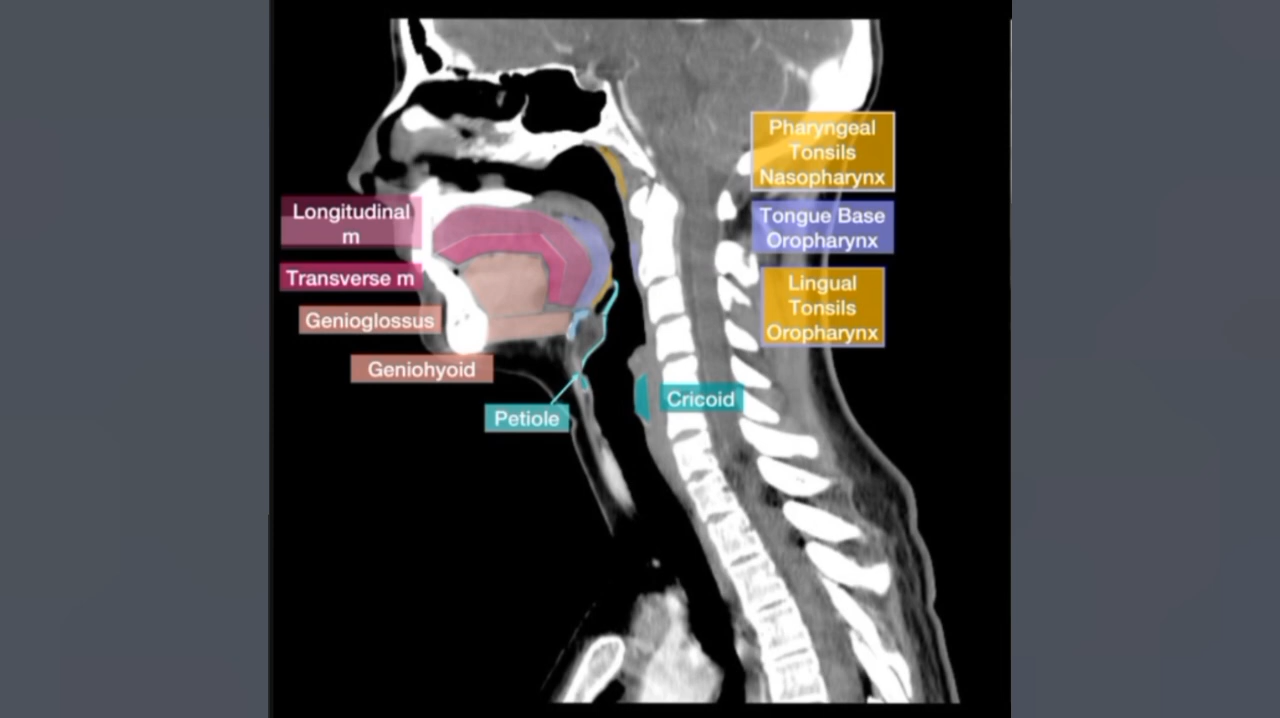 Pharyngeal
Tonsils
Nasopharynx
Longitudinal
m
Tongue Base
Oropharynx
Transverse m
Lingual
Tonsils
Oropharynx
Genioglossus
Geniohyoid
Cricoid
Petiole